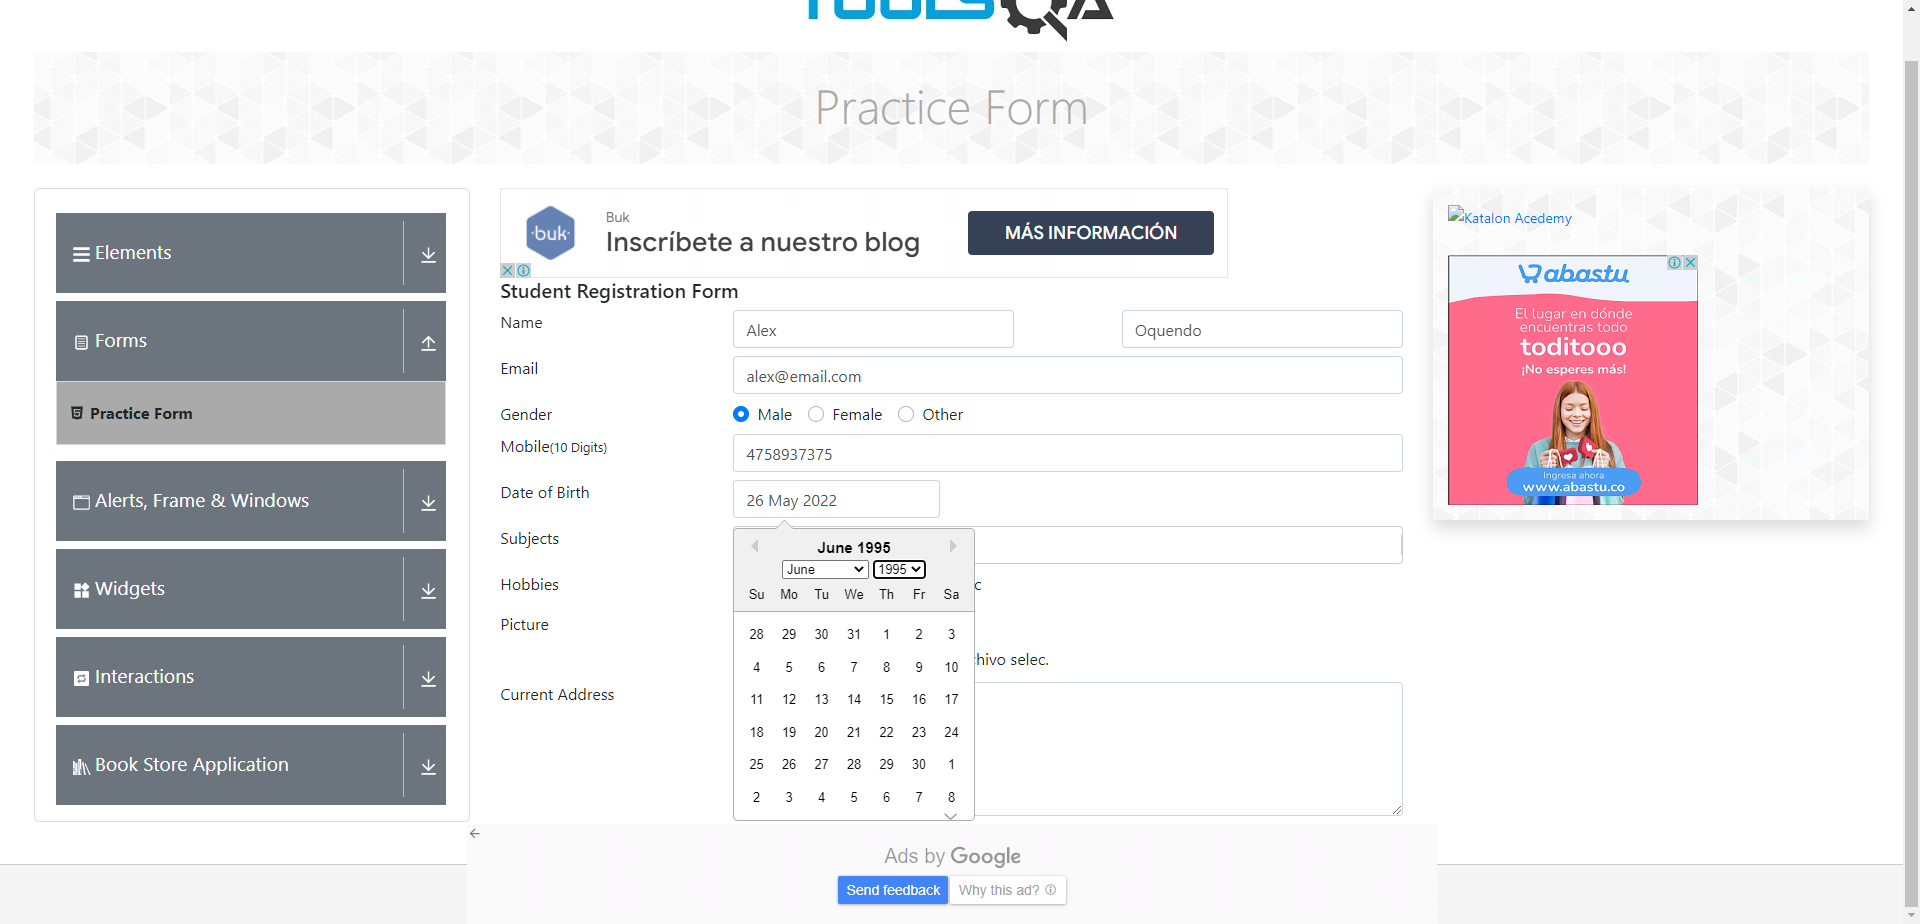 TOOLSQA
Practice Form
Elements
Forms
Practice Form
Alerts, Frame & Windows
Widgets
Interactions
Book Store Application
Buk
·buk·
Inscríbete a nuestro blog
MÁS INFORMACIÓN
Student Registration Form
Name
Alex
Oquendo
Email
alex@email.com
Gender
Male
Female
Other
Mobile(10 Digits)
4758937375
Date of Birth
26 May 2022
Subjects
Hobbies
c
Picture
hivo selec.
Current Address
June 1995
June
1995
Su Mo Tu We Th Fr Sa
28 29 30 31 1 2 3
4 5 6 7 8 9 10
11 12 13 14 15 16 17
18 19 20 21 22 23 24
25 26 27 28 29 30 1
2 3 4 5 6 7 8
Katalon Acedemy
abastu
El lugar en dónde
encuentras todo
toditooo
¡No esperes más!
Ingresa ahora
www.abastu.co
Ads by Google
Send feedback
Why this ad?